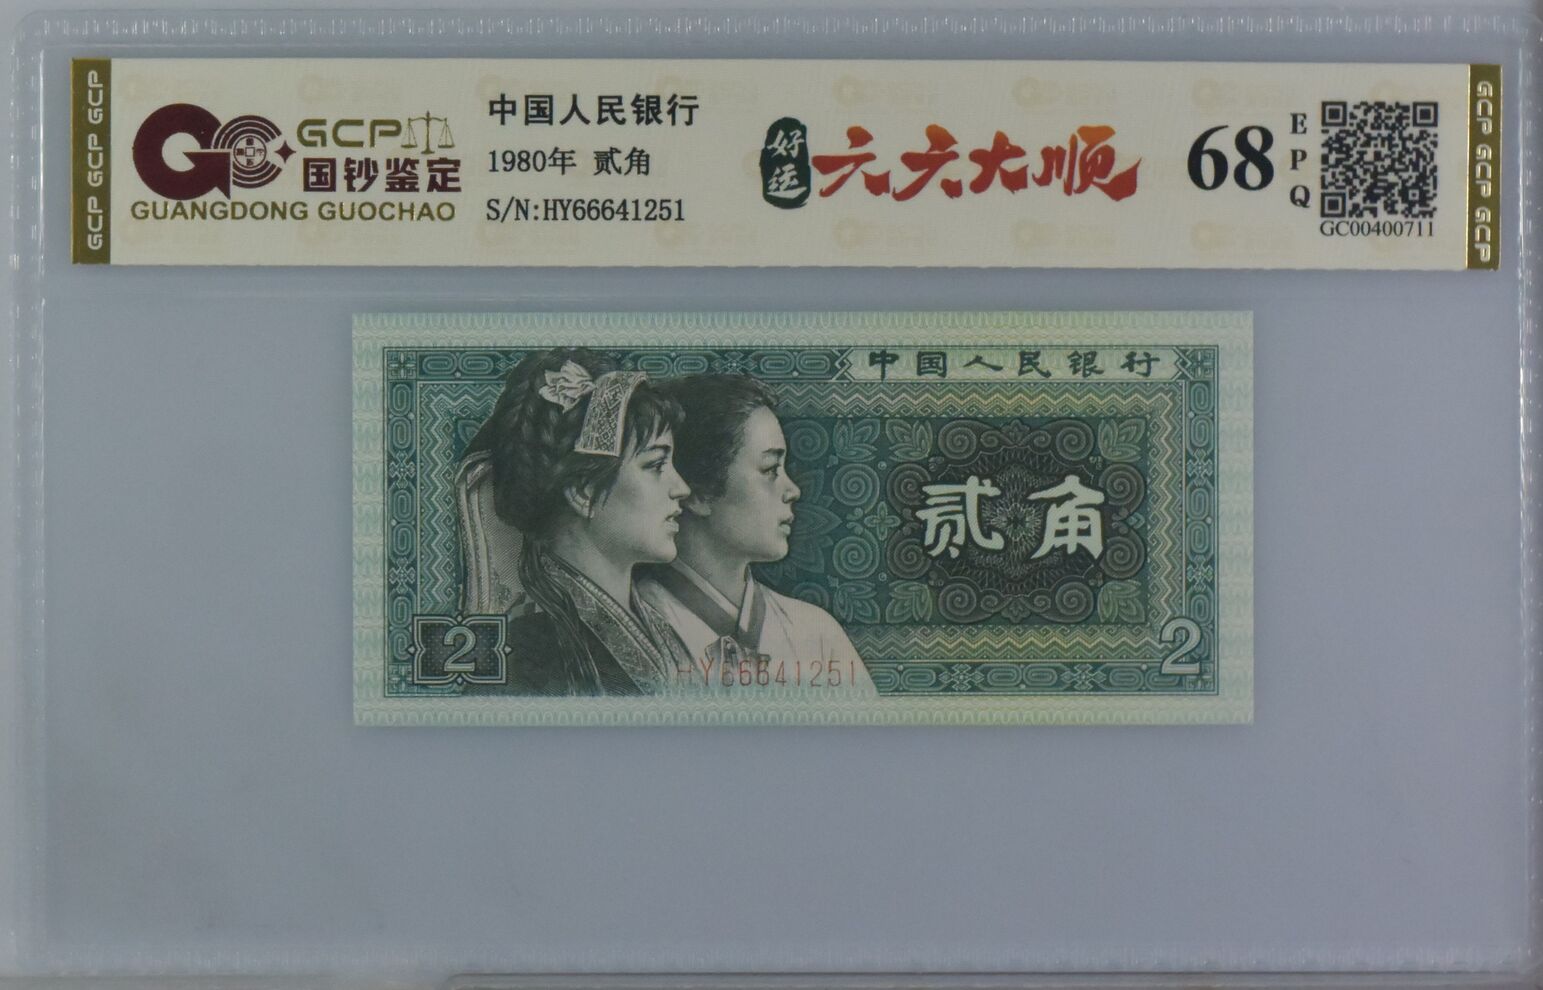 GCP GCP GCP
GCP
国钞鉴定
GUANGDONG GUOCHAO
中国人民银行
1980年 贰角
S/N:HY66641251
好运
六六大顺
68
EPQ
GC00400711
GCP GCP GCP
中国人民银行
贰角
2
2
HY66641251